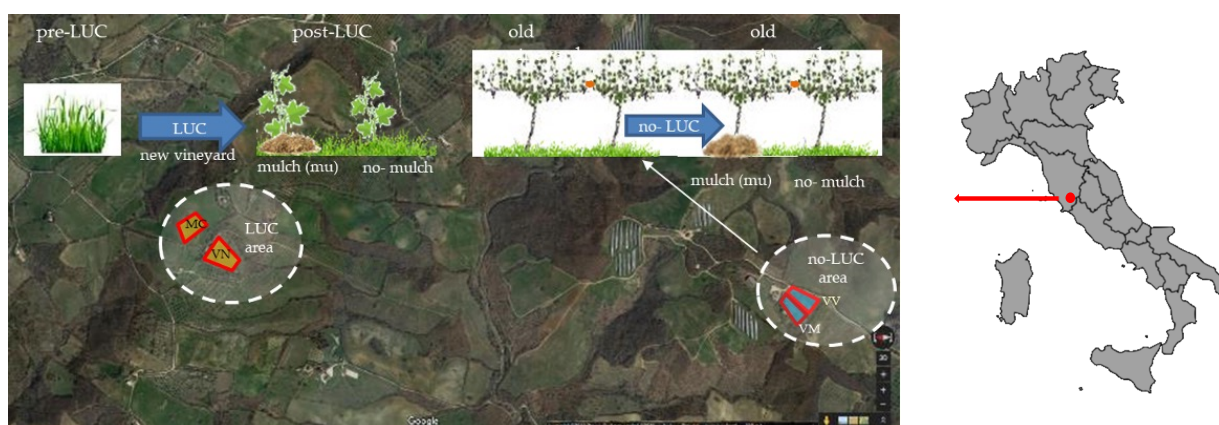 pre-LUC
post-LUC
old
old
LUC
new vineyard
no- LUC
mulch (mu)
no- mulch
mulch (mu)
no- mulch
MC
VN
LUC
area
no-LUC
area
VV
VM
3D
Google